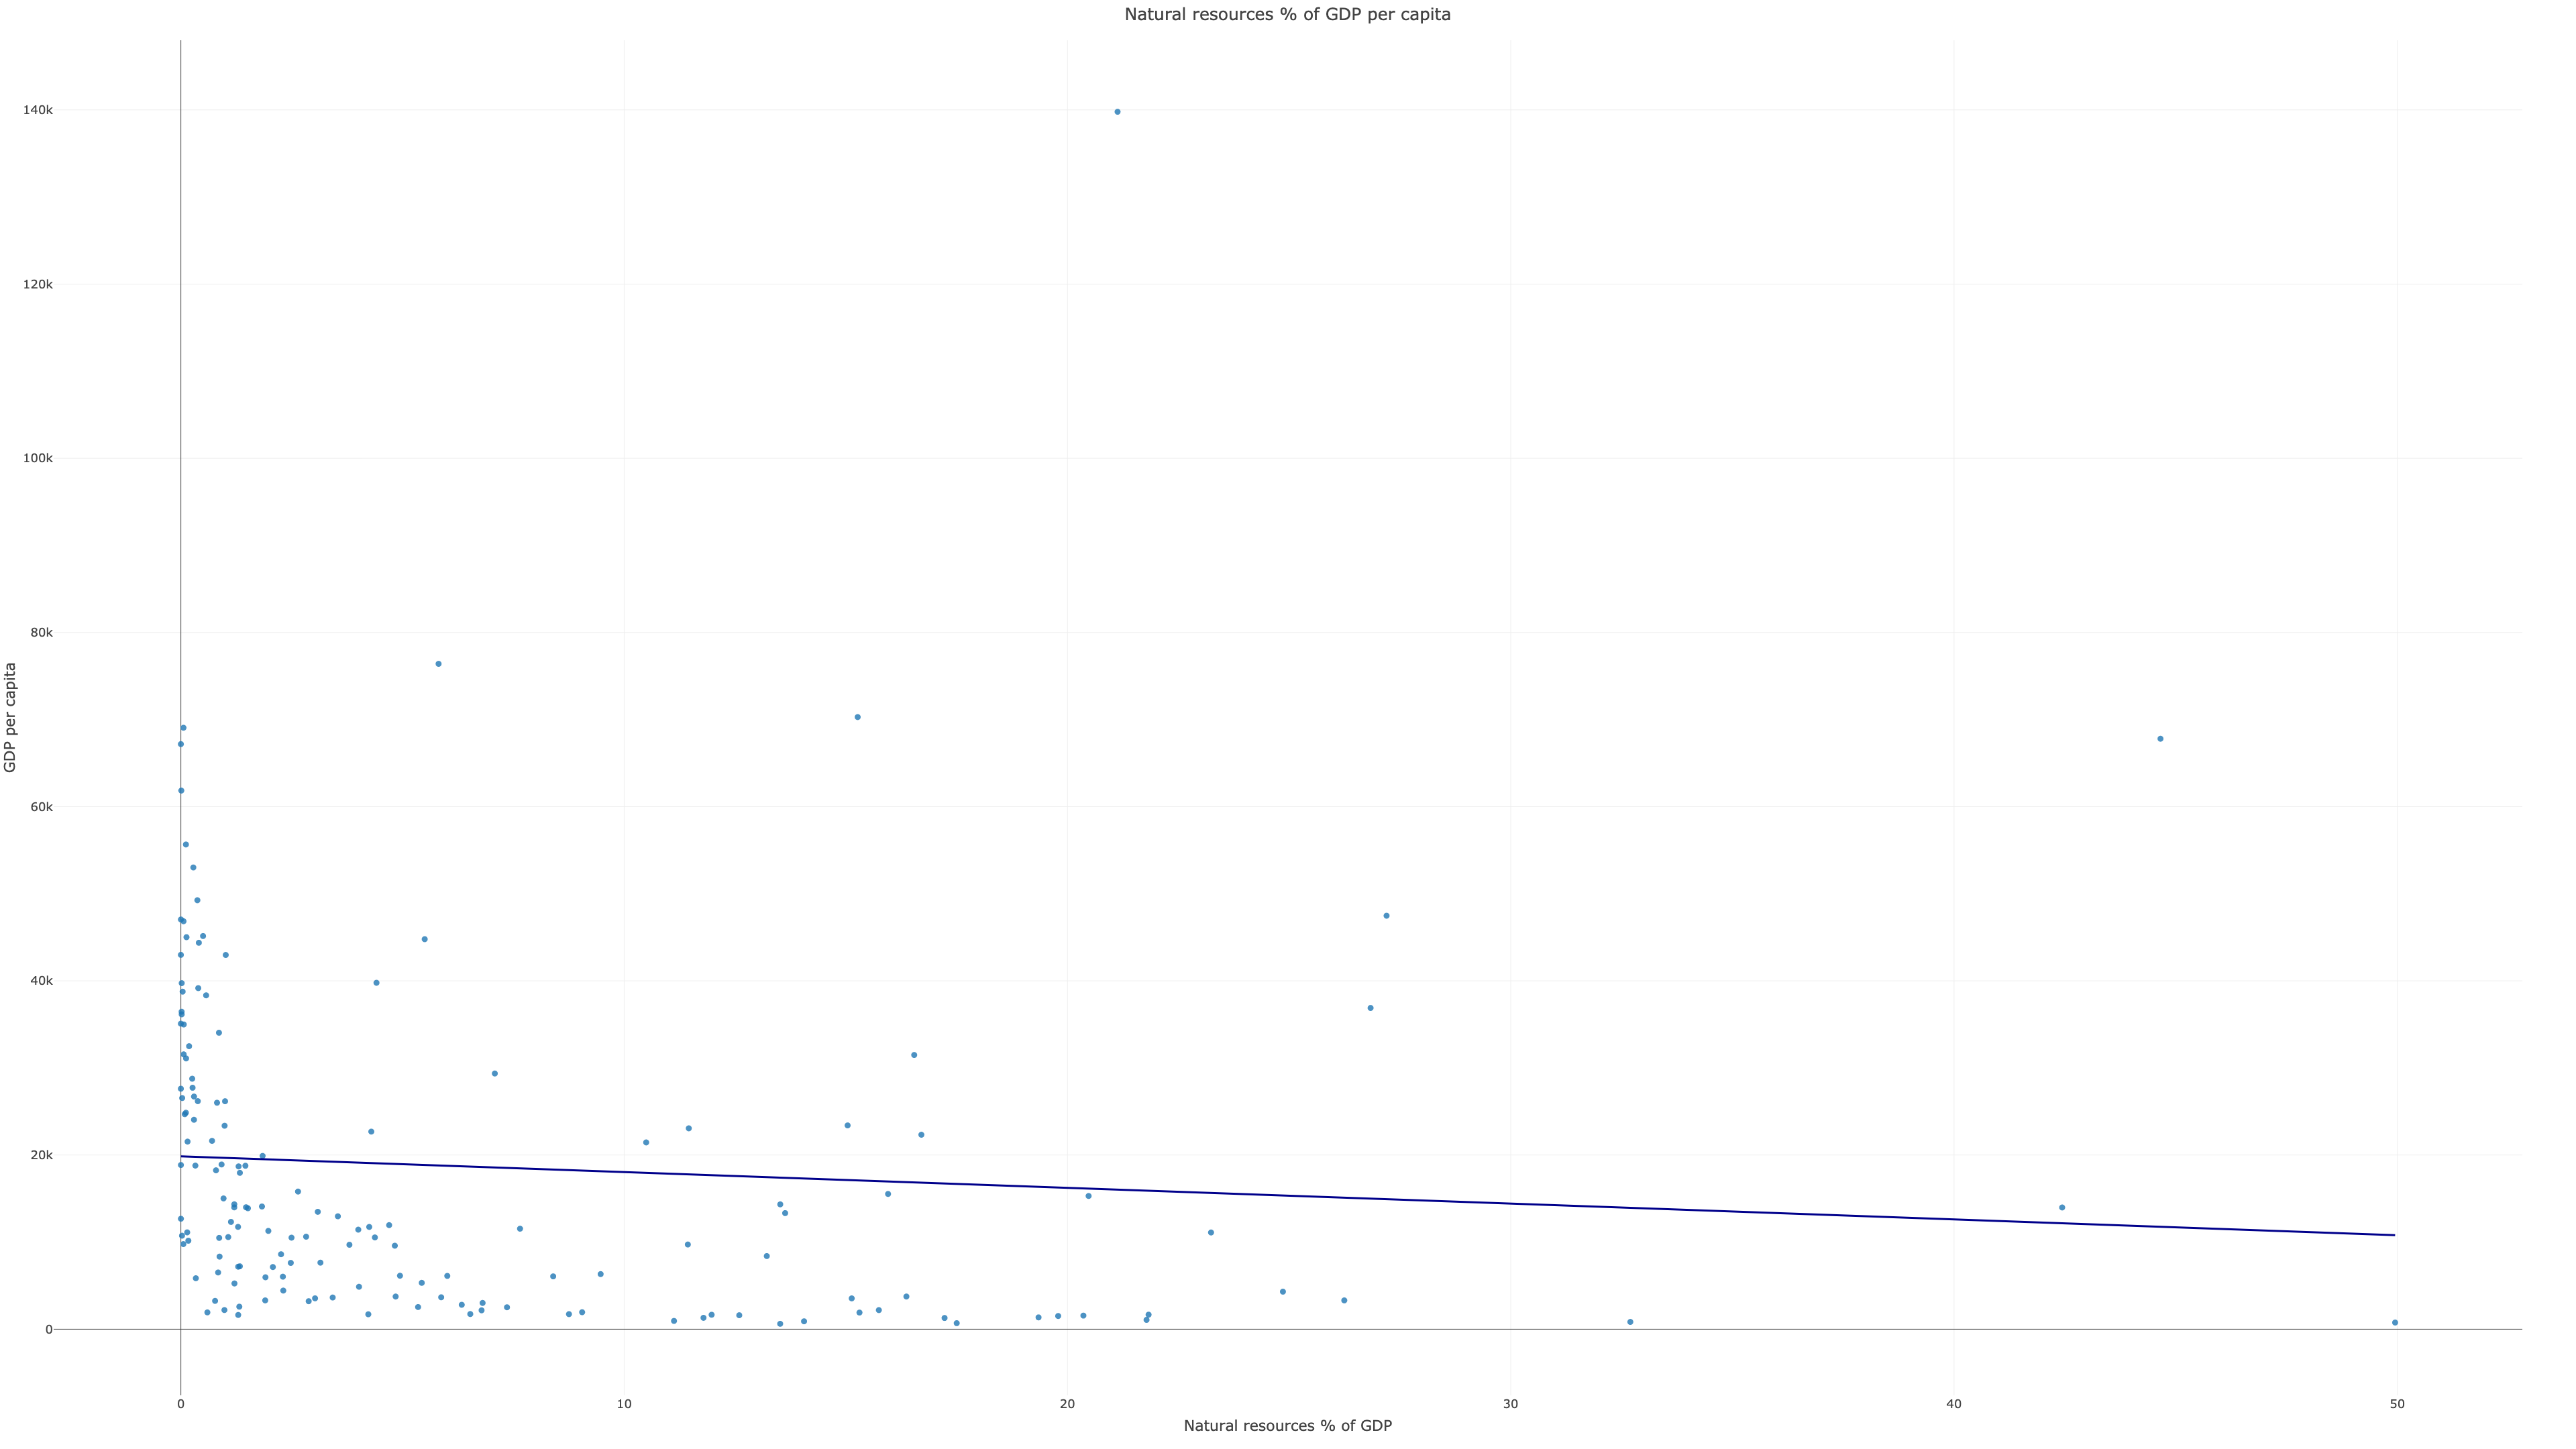 Natural resources % of GDP per capita
140k
120k
100k
80k
60k
40k
20k
0
GDP per capita
0 10 20 30 40 50
Natural resources % of GDP